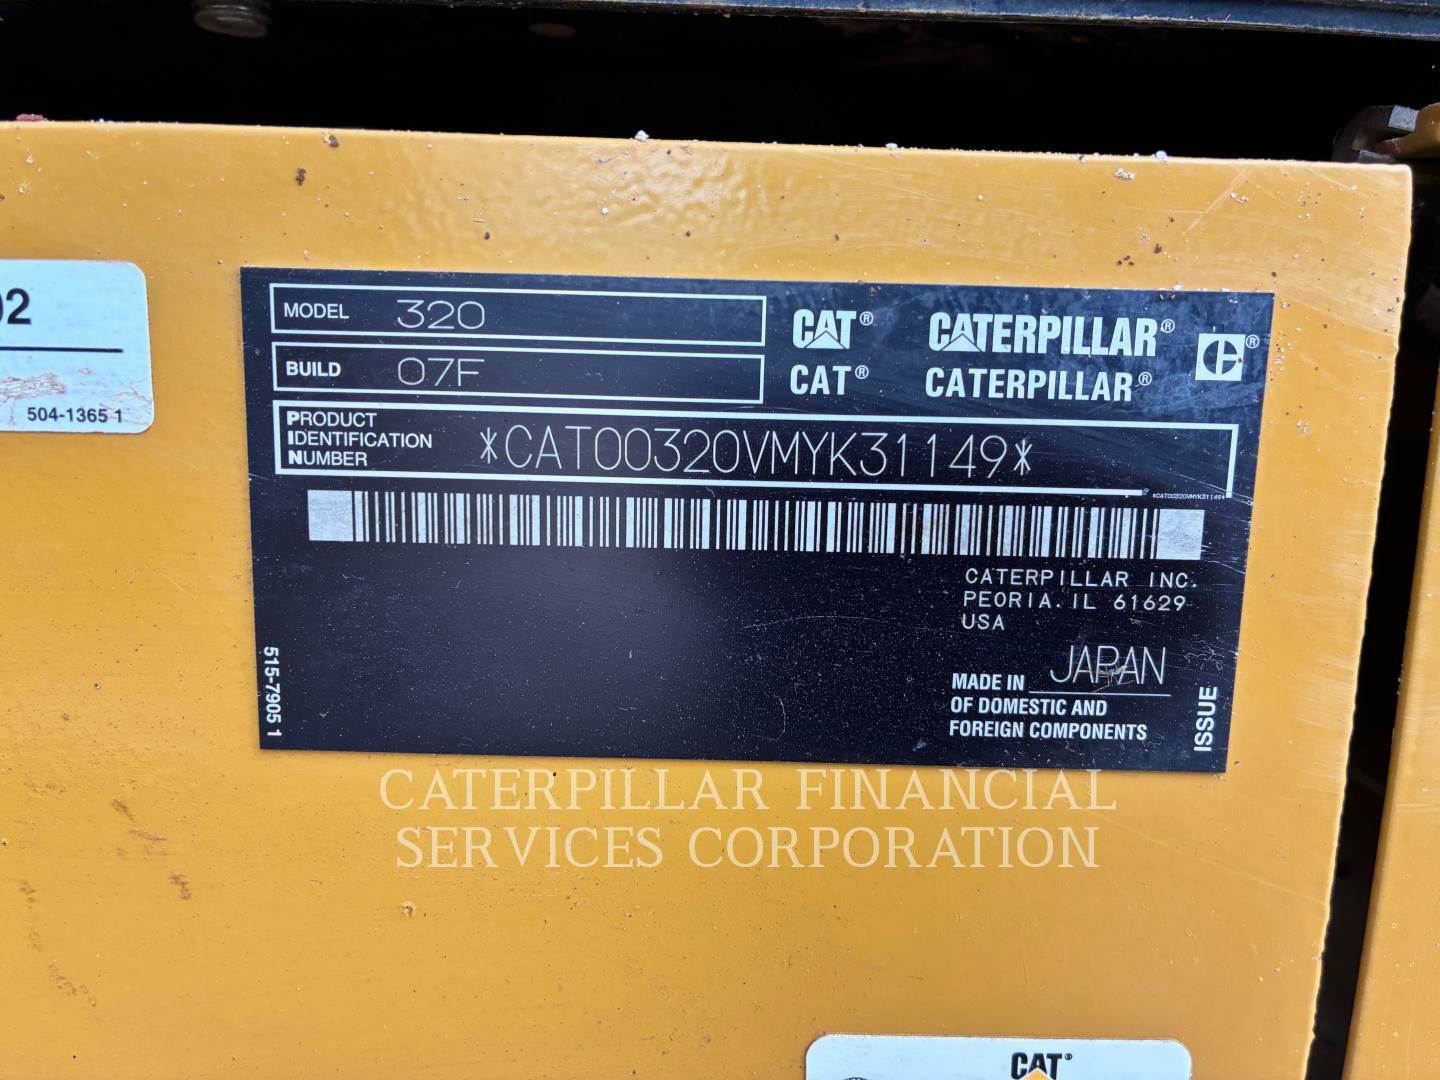 02
504-1365 1
MODEL 320
BUILD 07F
CAT® CATERPILLAR® ®
CAT® CATERPILLAR®
PRODUCT
IDENTIFICATION
NUMBER
*CAT00320VMYK31149*
*CAT00320VMYK31149*
CATERPILLAR INC.
PEORIA. IL 61629
USA
MADE IN JAPAN
OF DOMESTIC AND
FOREIGN COMPONENTS
ISSUE
515-7905 1
CATERPILLAR FINANCIAL
SERVICES CORPORATION
CAT®